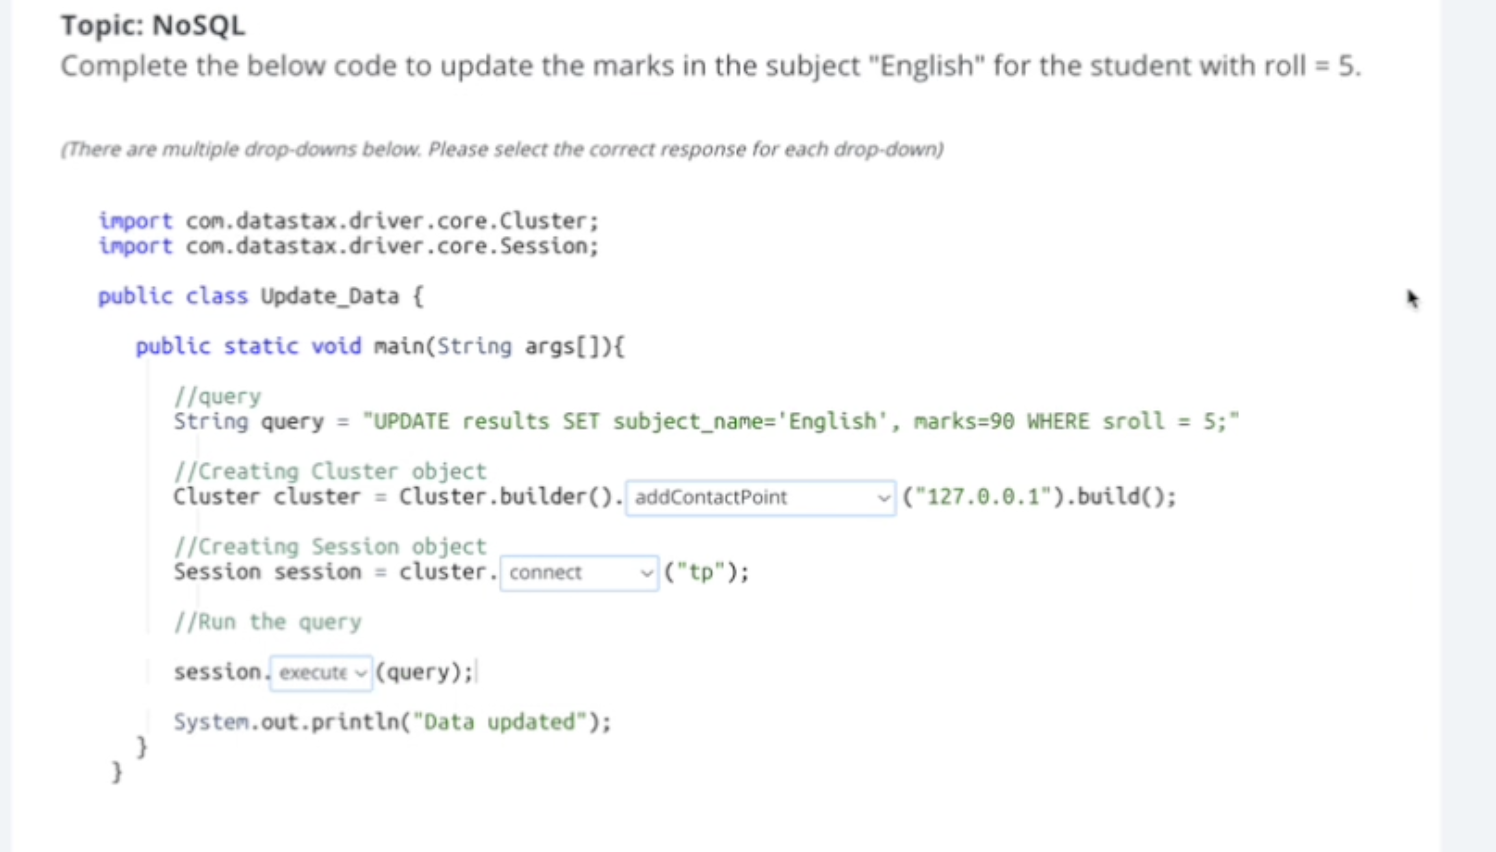 Topic: NoSQL
Complete the below code to update the marks in the subject "English" for the student with roll = 5.
(There are multiple drop-downs below. Please select the correct response for each drop-down)
import com.datastax.driver.core.Cluster;
import com.datastax.driver.core.Session;
public class Update_Data {
public static void main(String args[]){
//query
String query = "UPDATE results SET subject_name='English', marks=90 WHERE sroll = 5;"
//Creating Cluster object
Cluster cluster = Cluster.builder(). addContactPoint ("127.0.0.1").build();
//Creating Session object
Session session = cluster. connect ("tp");
//Run the query
session. execute (query);
System.out.println("Data updated");
}
}